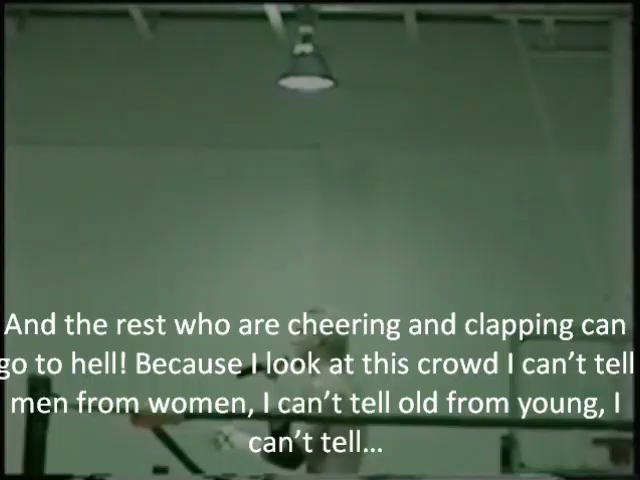 And the rest who are cheering and clapping can
go to hell! Because I look at this crowd I can’t tell
men from women, I can’t tell old from young, I
can’t tell…